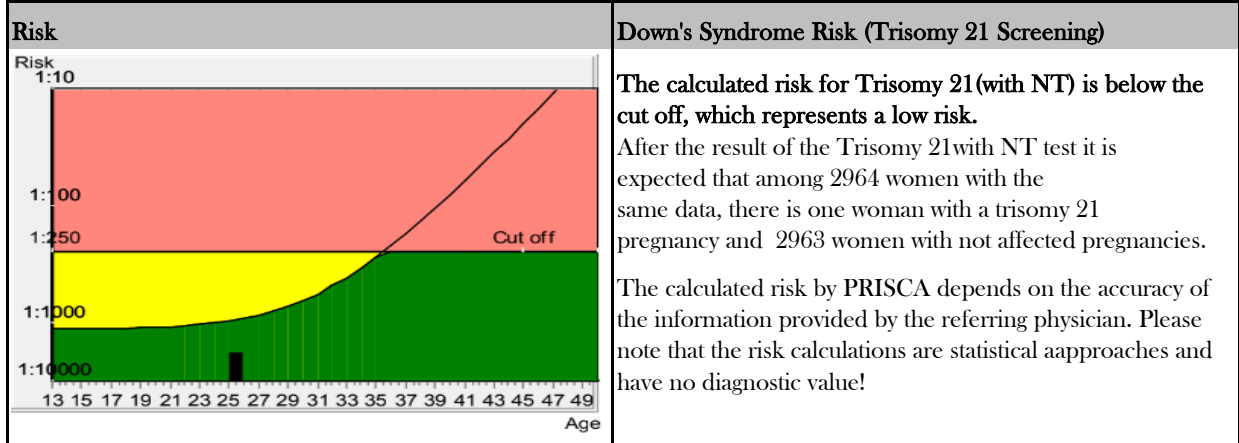 Risk
Risk
1:10
1:100
1:250
Cut off
1:1000
1:10000
13 15 17 19 21 23 25 27 29 31 33 35 37 39 41 43 45 47 49
Age
Down's Syndrome Risk (Trisomy 21 Screening)
The calculated risk for Trisomy 21(with NT) is below the
cut off, which represents a low risk.
After the result of the Trisomy 21with NT test it is
expected that among 2964 women with the
same data, there is one woman with a trisomy 21
pregnancy and 2963 women with not affected pregnancies.
The calculated risk by PRISCA depends on the accuracy of
the information provided by the referring physician. Please
note that the risk calculations are statistical aapproaches and
have no diagnostic value!